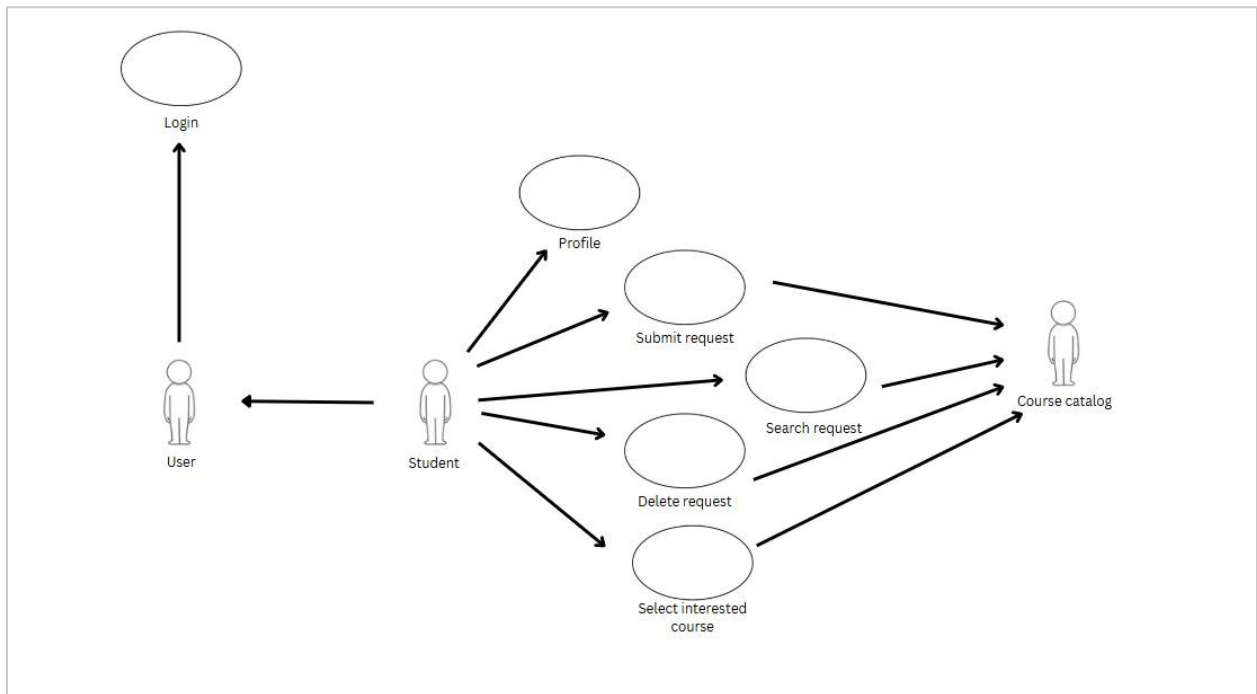 Login
Profile
Submit request
Search request
Course catalog
User
Student
Delete request
Select interested
course